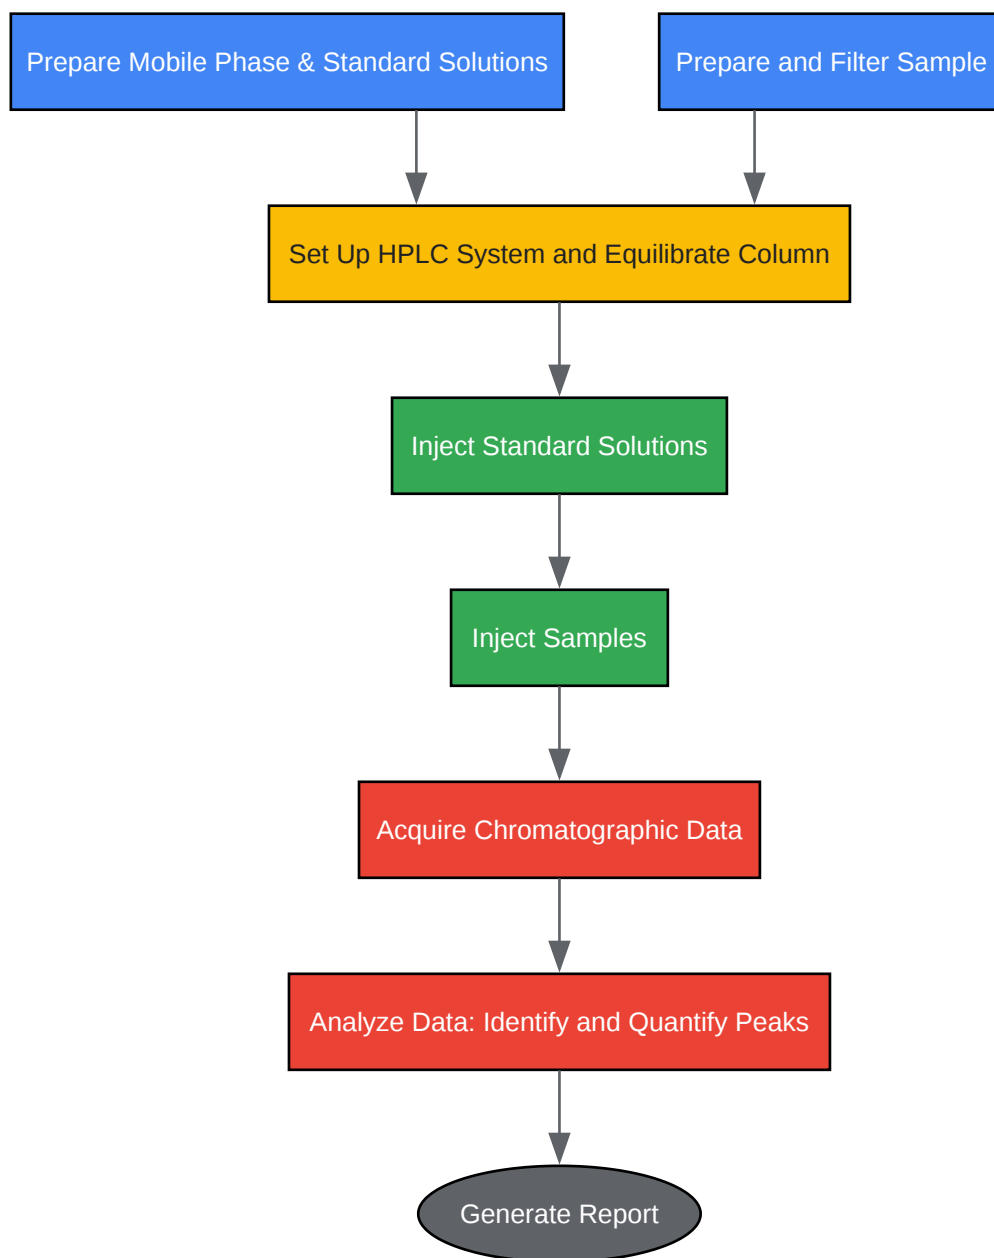 Prepare Mobile Phase & Standard Solutions
Prepare and Filter Sample
Set Up HPLC System and Equilibrate Column
Inject Standard Solutions
Inject Samples
Acquire Chromatographic Data
Analyze Data: Identify and Quantify Peaks
Generate Report